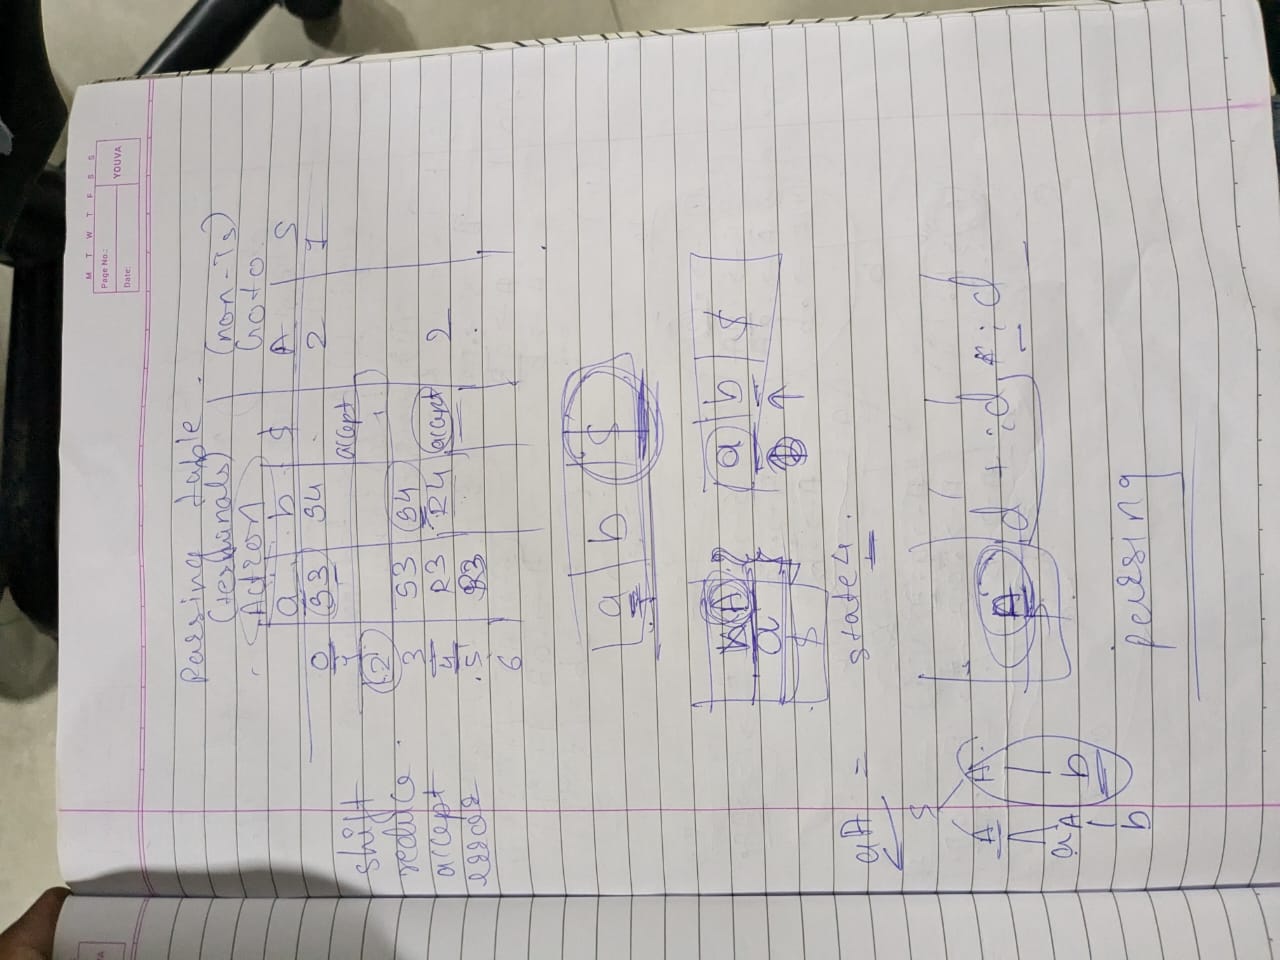 M T W T F S S
Page No.:
YOUVA
Date:
Parsing table.
(terminals) (non-Ts)
Action Goto
a b $ A S
0 S3 S4 2 1
1 accept
shift
2
reduce
3 S3 S4
accept 4 R3 R4 accept 2
error 5 R3
6
a b $
A a b $
a
$
aA = state 4.
S
A A
A id + id * id
a A b
b
parsing